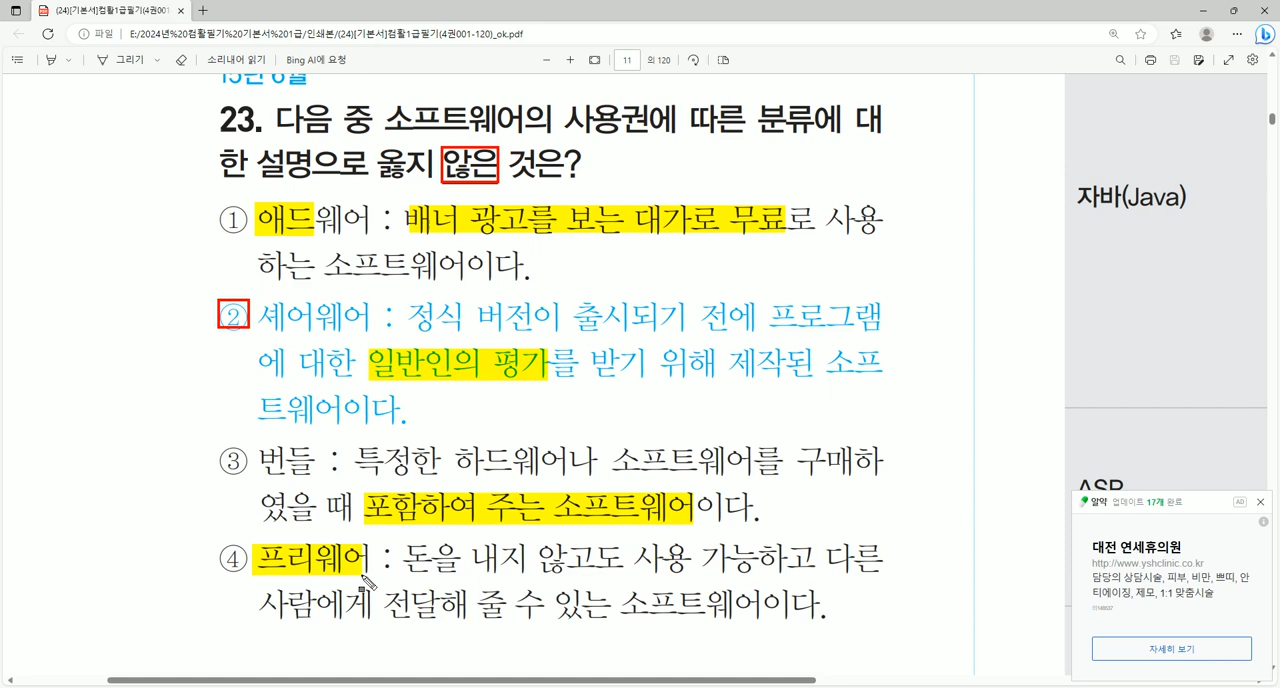 (24)[기본서]컴활1급필기(4권001
파일
E:/2024년%20컴활필기%20기본서%201급/인쇄본/(24)[기본서]컴활1급필기(4권001-120)_ok.pdf
그리기
소리내어 읽기
Bing AI에 요청
11
의 120
15년 6월
23. 다음 중 소프트웨어의 사용권에 따른 분류에 대
한 설명으로 옳지 않은 것은?
① 애드웨어 : 배너 광고를 보는 대가로 무료로 사용
하는 소프트웨어이다.
② 셰어웨어 : 정식 버전이 출시되기 전에 프로그램
에 대한 일반인의 평가를 받기 위해 제작된 소프
트웨어이다.
③ 번들 : 특정한 하드웨어나 소프트웨어를 구매하
였을 때 포함하여 주는 소프트웨어이다.
④ 프리웨어 : 돈을 내지 않고도 사용 가능하고 다른
사람에게 전달해 줄 수 있는 소프트웨어이다.
자바(Java)
ASP
알약 업데이트 17개 완료
AD
대전 연세휴의원
http://www.yshclinic.co.kr
담당의 상담시술, 피부, 비만, 쁘띠, 안
티에이징, 제모, 1:1 맞춤시술
자세히 보기